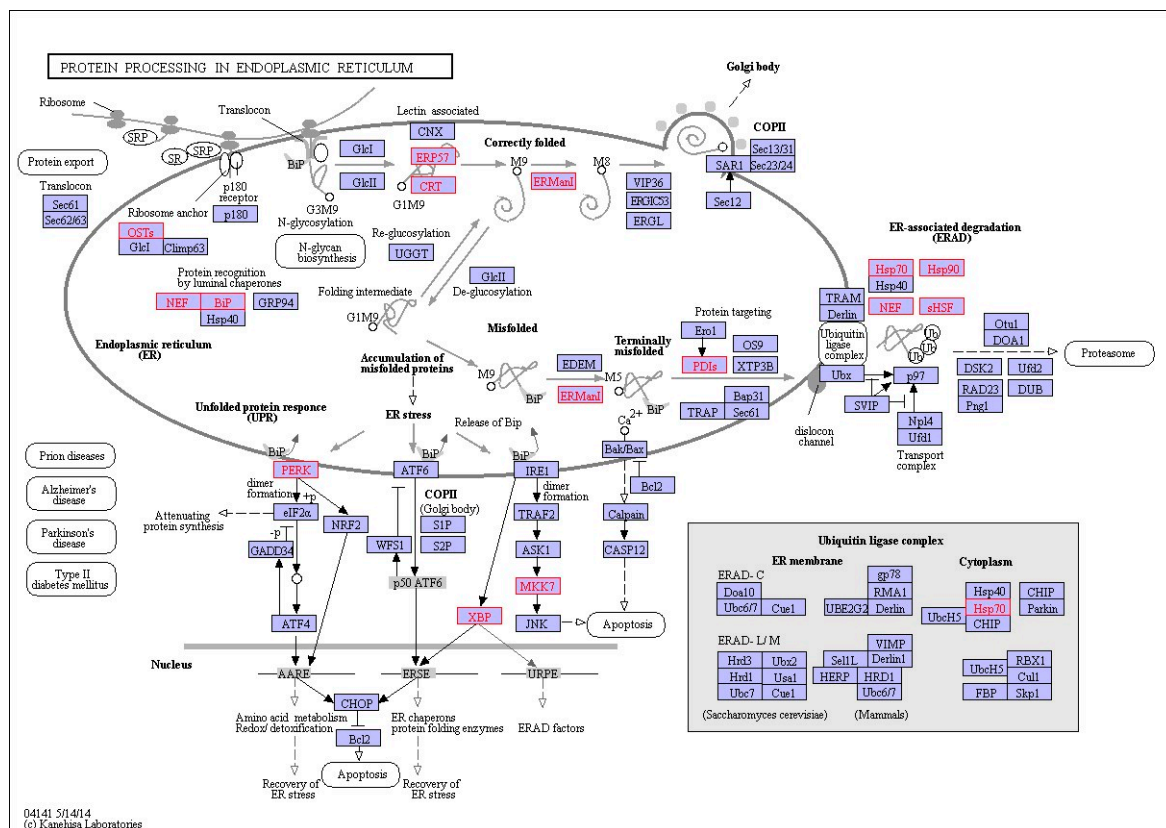 PROTEIN PROCESSING IN ENDOPLASMIC RETICULUM
Golgi body
Ribosome
Translocon
Lectin associated
SRP
CNX
COPII
SRP
SR
GlcI
ERP57
Correctly folded
Sec13/31
Protein export
BiP
M9
M8
SAR1
Sec23/24
GlcII
CRT
ERManI
VIP36
Translocon
p180
receptor
G1M9
ERGIC53
Sec12
Sec61
G3M9
ERGL
Sec62/63
Ribosome anchor
p180
N-glycosylation
ER-associated degradation
(ERAD)
OSTs
Re-glucosylation
GlcI
Climp63
N-glycan
biosynthesis
UGGT
Hsp70
Hsp90
Protein recognition
by luminal chaperones
GlcII
Hsp40
Folding intermediate
De-glucosylation
TRAM
NEF
BiP
GRP94
Protein targeting
Derlin
NEF
sHSF
Hsp40
G1M9
Ero1
Otu1
Misfolded
Terminally
misfolded
OS9
Ubiquitin
ligase
complex
Ub
Ub
Ub
DOA1
Endoplasmic reticulum
(ER)
Accumulation of
misfolded proteins
EDEM
PDIs
XTP3B
Proteasome
M9
M5
Ubx
p97
DSK2
Ufd2
BiP
ERManI
BiP
Bap31
RAD23
DUB
Unfolded protein responce
(UPR)
ER stress
Ca2+
TRAP
Sec61
SVIP
Png1
Release of Bip
dislocon
channel
Npl4
Ufd1
BiP
BiP
BiP
Bak/Bax
Transport
complex
Prion diseases
PERK
ATF6
IRE1
Bcl2
Alzheimer's
disease
dimer
formation
+p
COPII
(Golgi body)
dimer
formation
Attenuating
protein synthesis
eIF2α
NRF2
S1P
TRAF2
Calpain
Parkinson's
disease
-p
GADD34
WFS1
S2P
ASK1
CASP12
Type II
diabetes mellitus
p50 ATF6
MKK7
ATF4
XBP
JNK
Apoptosis
Nucleus
AARE
ERSE
URPE
CHOP
Amino acid metabolism
Redox/ detoxification
ER chaperons
protein folding enzymes
ERAD factors
Bcl2
Recovery of
ER stress
Apoptosis
Recovery of
ER stress
Ubiquitin ligase complex
ER membrane
Cytoplasm
ERAD- C
gp78
Doa10
RMA1
Hsp40
CHIP
Ubc6/7
Cue1
UBE2G2
Derlin
UbcH5
Hsp70
Parkin
CHIP
ERAD- L/ M
VIMP
Hrd3
Ubx2
Sel1L
Derlin1
UbcH5
RBX1
Hrd1
Usa1
HERP
HRD1
Cul1
Ubc7
Cue1
Ubc6/7
FBP
Skp1
(Saccharomyces cerevisiae)
(Mammals)
04141 5/14/14
(c) Kanehisa Laboratories